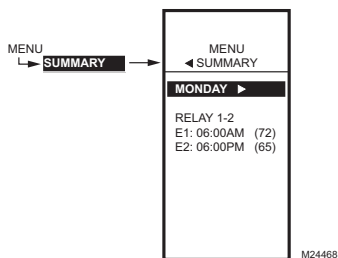 MENU
SUMMARY
MENU
◀ SUMMARY
MONDAY ▶
RELAY 1-2
E1: 06:00AM (72)
E2: 06:00PM (65)
M24468